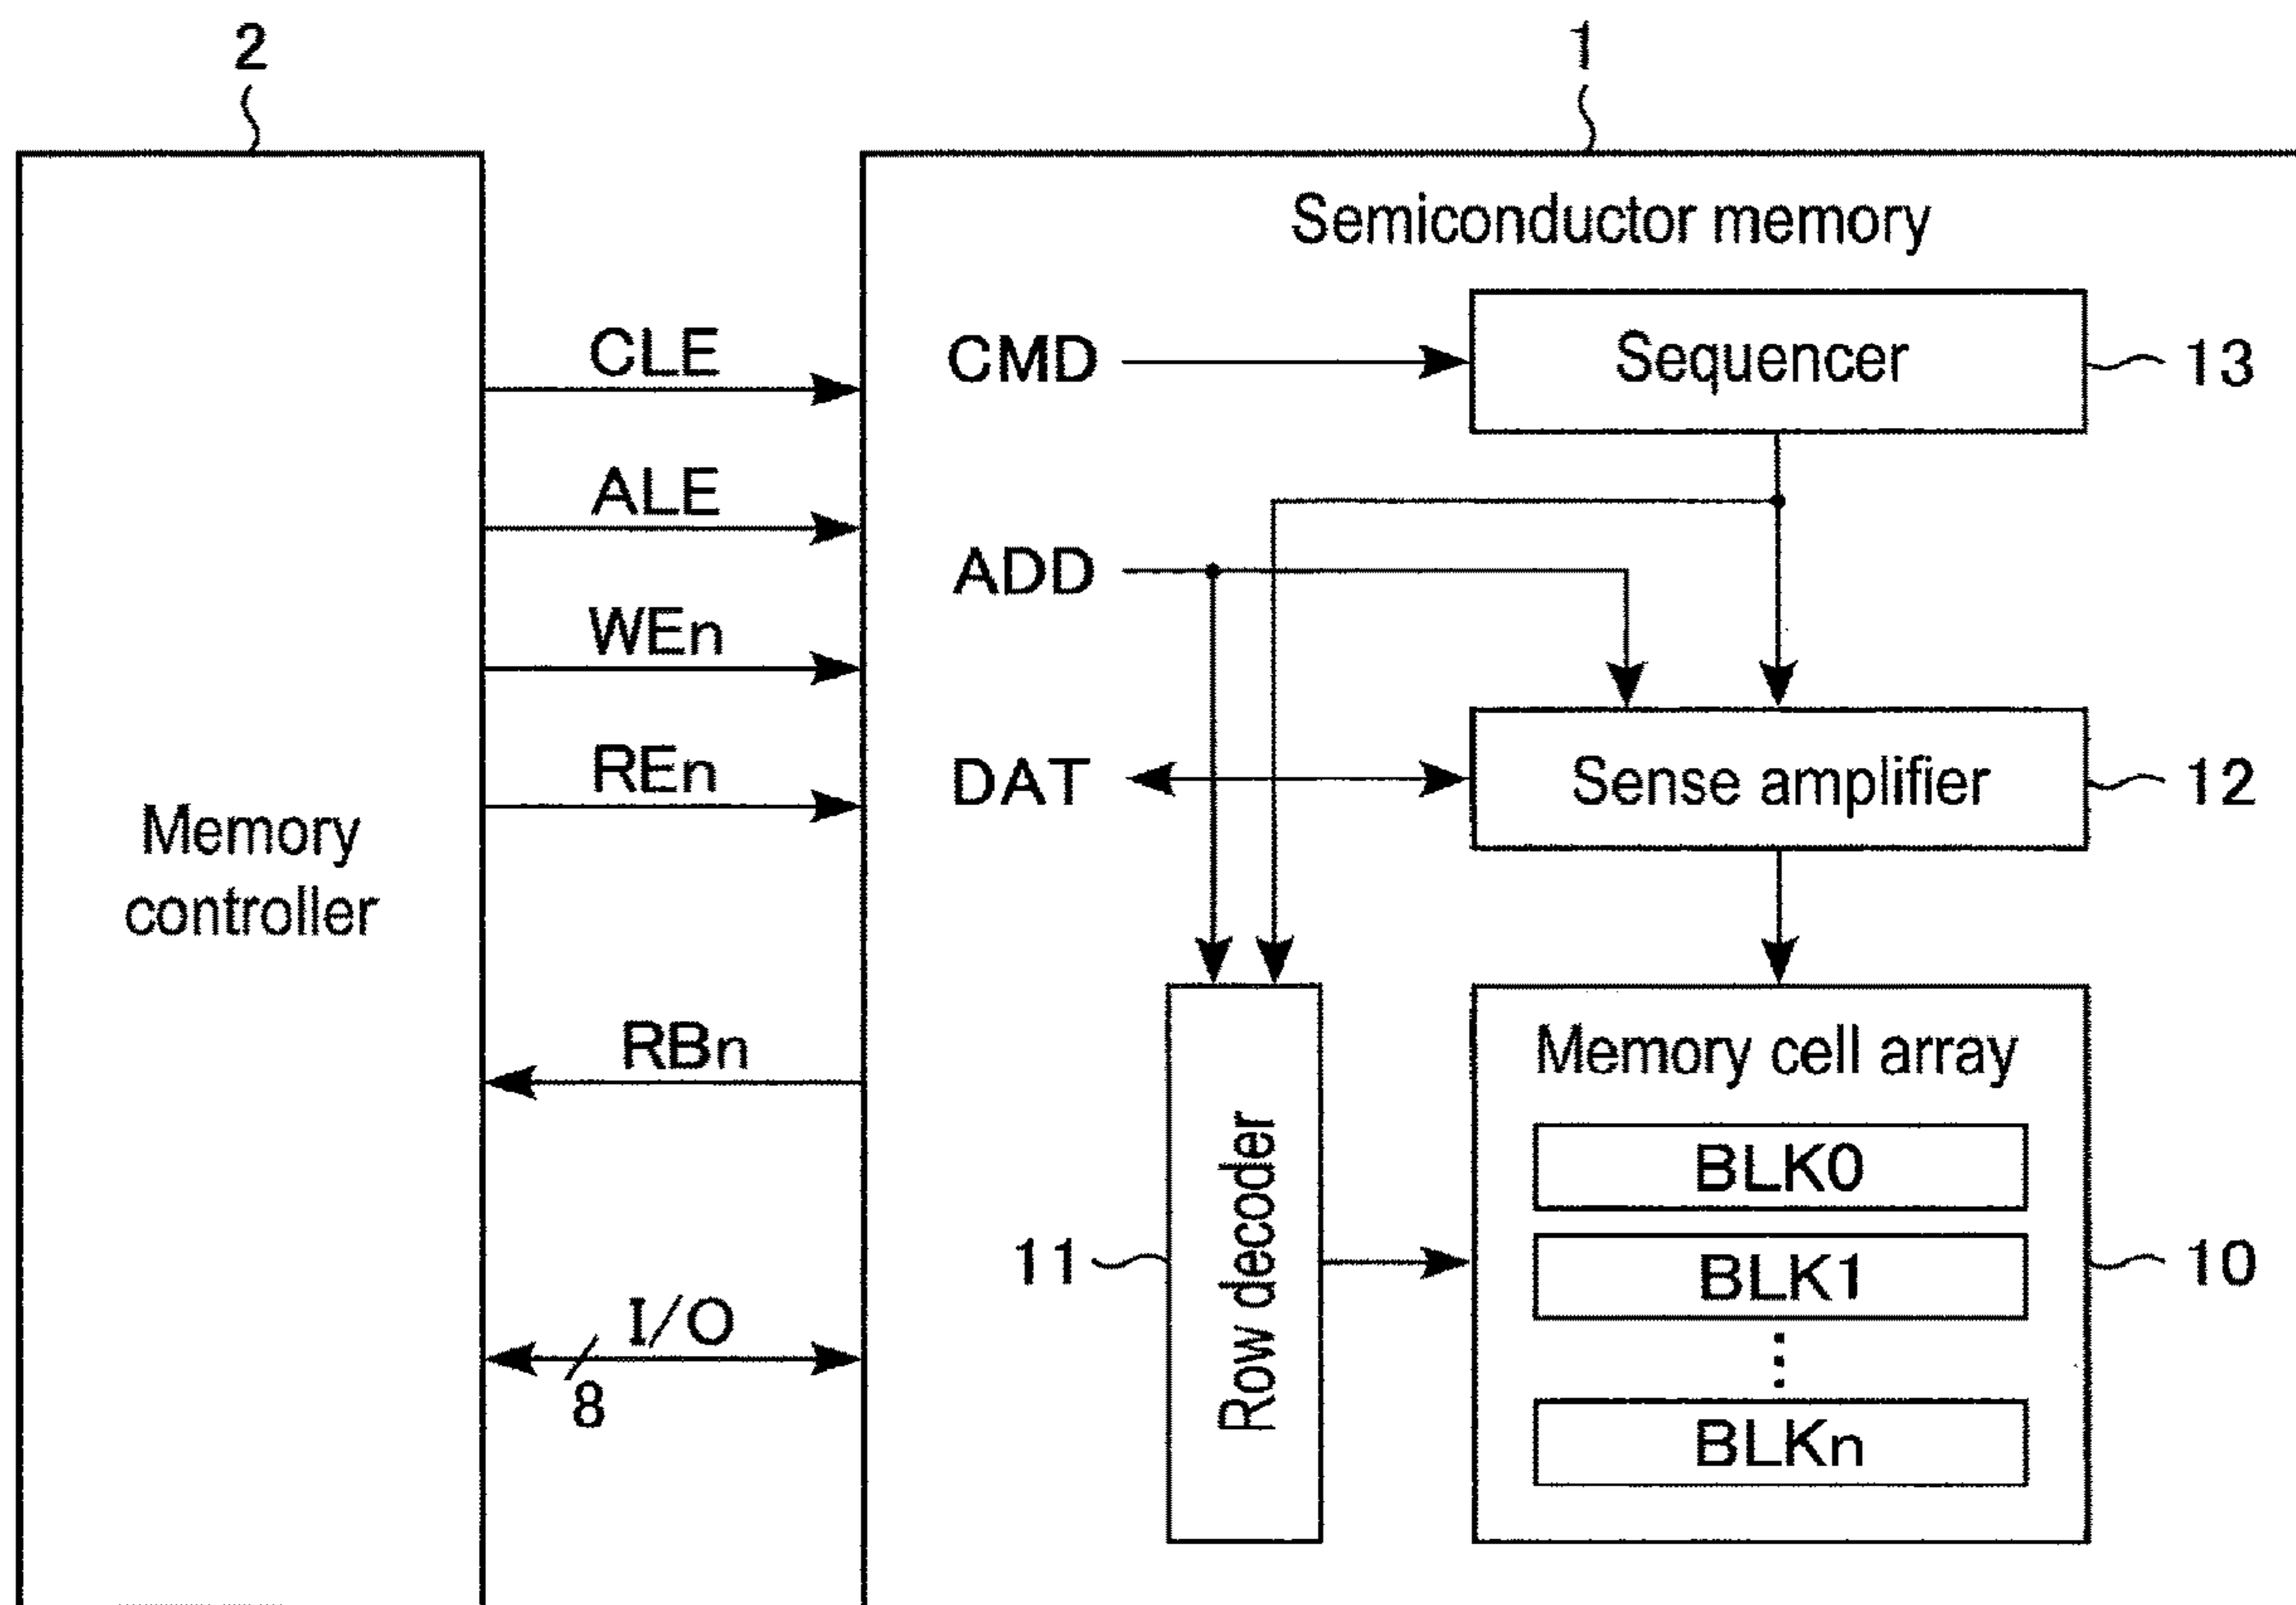 2
1
Semiconductor memory
CLE
CMD
Sequencer
13
ALE
ADD
WEn
REn
DAT
Sense amplifier
12
Memory
controller
RBn
Memory cell array
BLK0
11
Row decoder
BLK1
10
I/O
8
BLKn